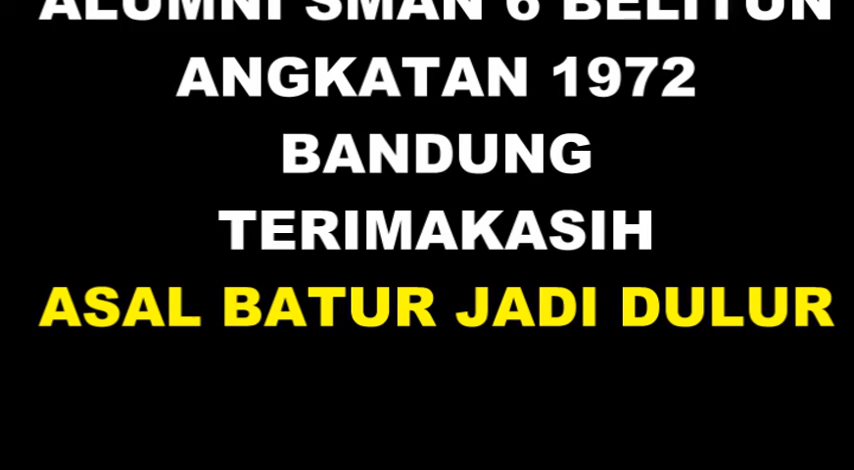 ALUMNI SMAN 6 BELITUN
ANGKATAN 1972
BANDUNG
TERIMAKASIH
ASAL BATUR JADI DULUR